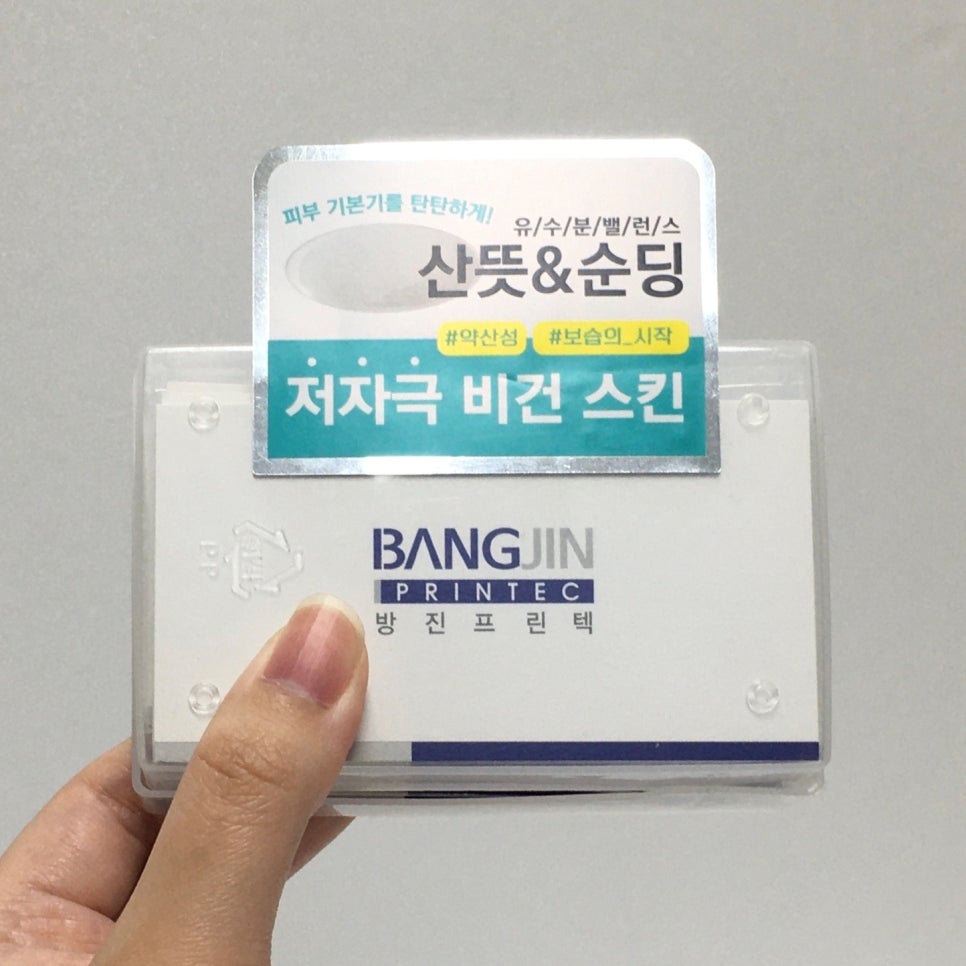 피부 기본기를 탄탄하게!
유/수/분/밸/런/스
산뜻&순딩
#약산성 #보습의_시작
저자극 비건 스킨
BANGJIN
PRINTEC
방진프린텍
PP